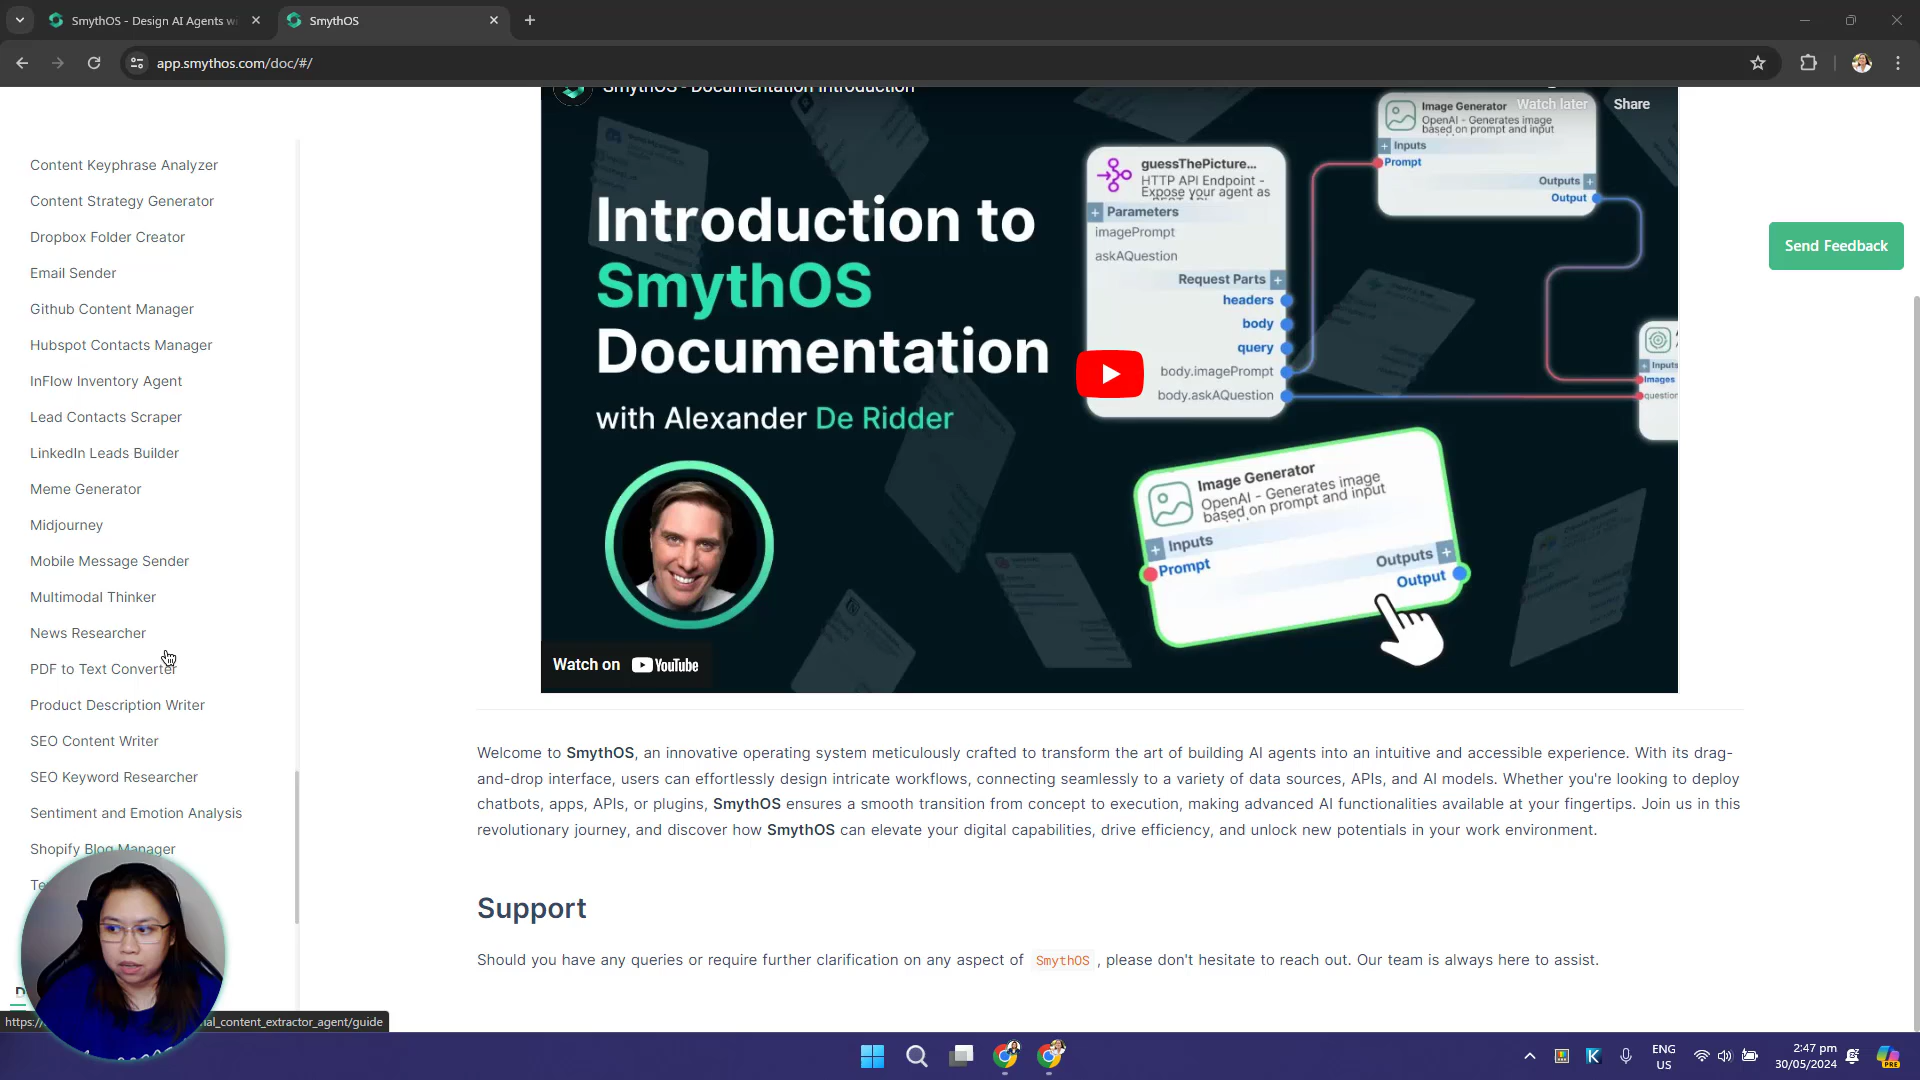 SmythOS - Design AI Agents w
SmythOS
app.smythos.com/doc/#/
Content Keyphrase Analyzer
Content Strategy Generator
Dropbox Folder Creator
Email Sender
Github Content Manager
Hubspot Contacts Manager
InFlow Inventory Agent
Lead Contacts Scraper
LinkedIn Leads Builder
Meme Generator
Midjourney
Mobile Message Sender
Multimodal Thinker
News Researcher
PDF to Text Converter
Product Description Writer
SEO Content Writer
SEO Keyword Researcher
Sentiment and Emotion Analysis
Shopify Blog Manager
https://
al_content_extractor_agent/guide
SmythOS - Documentation Introduction
Watch later
Share
Introduction to
SmythOS
Documentation
with Alexander De Ridder
Watch on YouTube
guessThePicture...
HTTP API Endpoint -
Expose your agent as
Parameters
imagePrompt
askAQuestion
Request Parts
headers
body
query
body.imagePrompt
body.askAQuestion
Image Generator
OpenAI - Generates image
based on prompt and input
Inputs
Prompt
Outputs
Output
Inputs
Images
question
Image Generator
OpenAI - Generates image
based on prompt and input
Inputs
Prompt
Outputs
Output
Send Feedback
Welcome to SmythOS, an innovative operating system meticulously crafted to transform the art of building AI agents into an intuitive and accessible experience. With its drag-
and-drop interface, users can effortlessly design intricate workflows, connecting seamlessly to a variety of data sources, APIs, and AI models. Whether you're looking to deploy
chatbots, apps, APIs, or plugins, SmythOS ensures a smooth transition from concept to execution, making advanced AI functionalities available at your fingertips. Join us in this
revolutionary journey, and discover how SmythOS can elevate your digital capabilities, drive efficiency, and unlock new potentials in your work environment.
Support
Should you have any queries or require further clarification on any aspect of SmythOS , please don't hesitate to reach out. Our team is always here to assist.
ENG
US
2:47 pm
30/05/2024
PRE